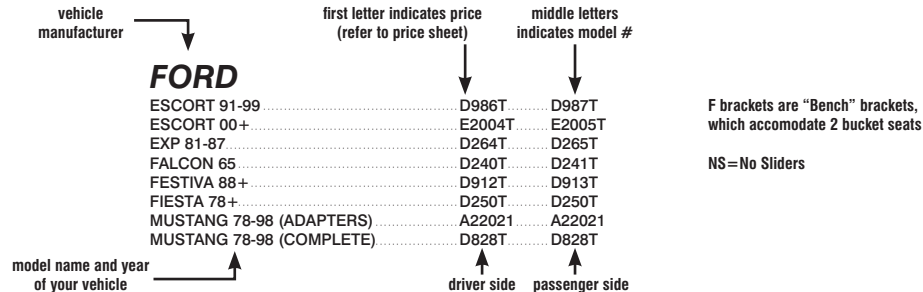 vehicle
manufacturer
first letter indicates price
(refer to price sheet)
middle letters
indicates model #
FORD
ESCORT 91-99 D986T D987T
ESCORT 00+ E2004T E2005T
EXP 81-87 D264T D265T
FALCON 65 D240T D241T
FESTIVA 88+ D912T D913T
FIESTA 78+ D250T D250T
MUSTANG 78-98 (ADAPTERS) A22021 A22021
MUSTANG 78-98 (COMPLETE) D828T D828T
F brackets are “Bench” brackets,
which accomodate 2 bucket seats
NS=No Sliders
model name and year
of your vehicle
driver side
passenger side